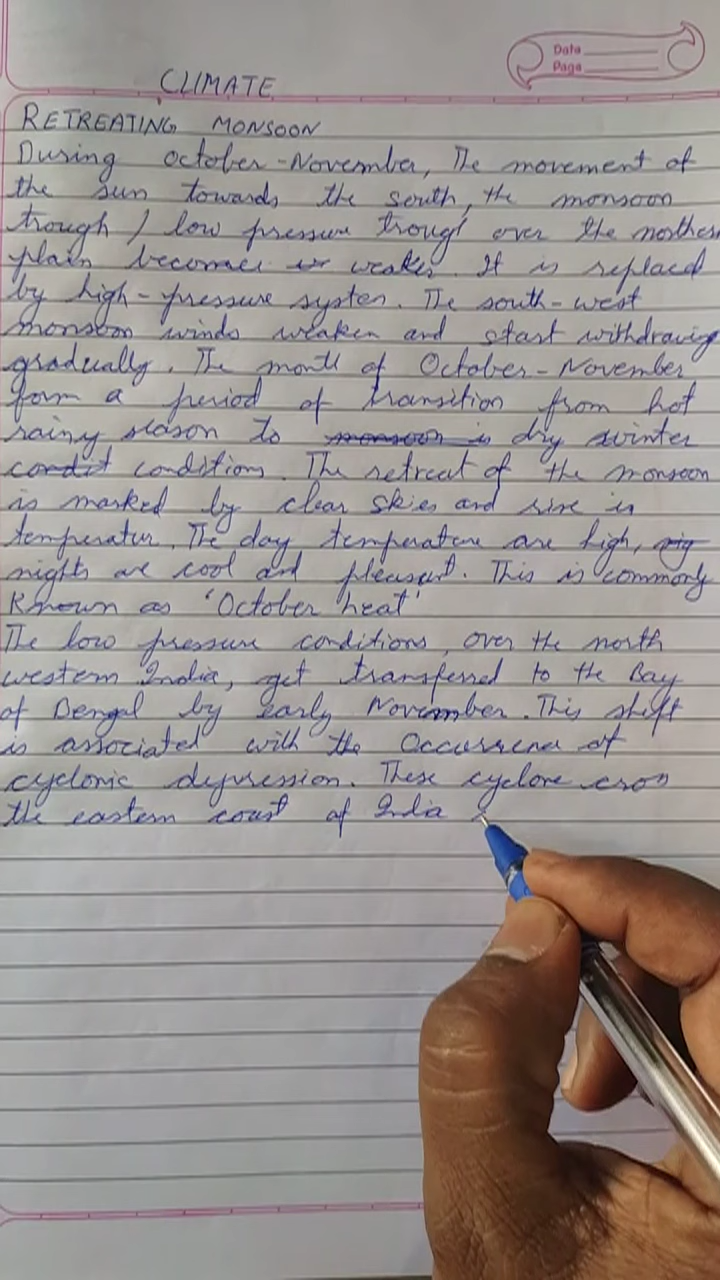 Date
Page
CLIMATE
RETREATING MONSOON
During october-November, The movement of
the sun towards the south, the monsoon
trough / low pressure trough over the northern
plain becomes weaker. It is replaced
by high-pressure system. The south-west
monsoon winds weaken and start withdrawing
gradually. The month of October-November
form a period of transition from hot
rainy season to monsoon is dry winter
condit conditions. The retreat of the monsoon
is marked by clear skies and rise in
temperatur. The day temperature are high, nig
nights are cool and pleasant. This is commonly
Known as 'October heat'
The low pressure conditions, over the north
western India, get transferred to the Bay
of Bengal by early November. This shift
is associated with the Occurrence of
cyclonic depression. These cyclone cross
the eastern coast of India